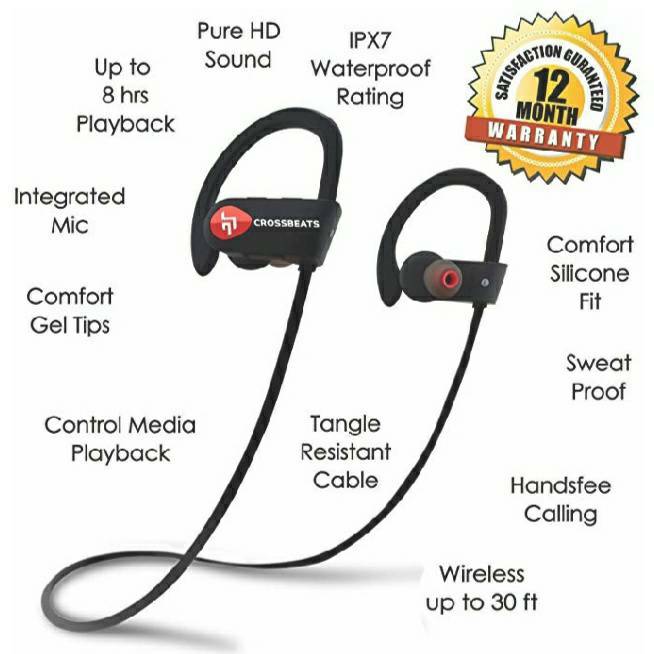 Pure HD
Sound
IPX7
Waterproof
Rating
SATISFACTION GURANTEED
12
MONTH
WARRANTY
Up to
8 hrs
Playback
Integrated
Mic
CROSSBEATS
Comfort
Silicone
Fit
Comfort
Gel Tips
Sweat
Proof
Control Media
Playback
Tangle
Resistant
Cable
Handsfee
Calling
Wireless
up to 30 ft